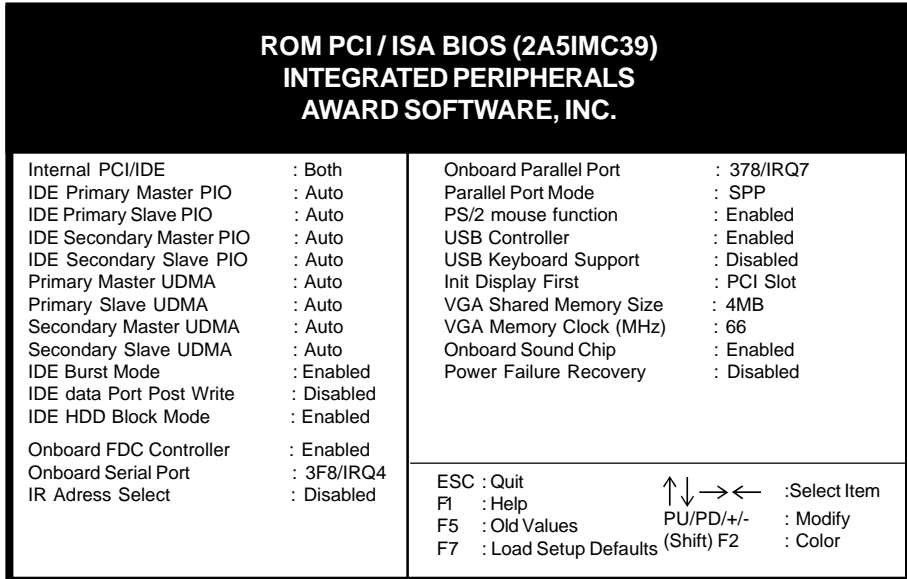 ROM PCI / ISA BIOS (2A5IMC39)
INTEGRATED PERIPHERALS
AWARD SOFTWARE, INC.
Internal PCI/IDE : Both
IDE Primary Master PIO : Auto
IDE Primary Slave PIO : Auto
IDE Secondary Master PIO : Auto
IDE Secondary Slave PIO : Auto
Primary Master UDMA : Auto
Primary Slave UDMA : Auto
Secondary Master UDMA : Auto
Secondary Slave UDMA : Auto
IDE Burst Mode : Enabled
IDE data Port Post Write : Disabled
IDE HDD Block Mode : Enabled
Onboard FDC Controller : Enabled
Onboard Serial Port : 3F8/IRQ4
IR Adress Select : Disabled
Onboard Parallel Port : 378/IRQ7
Parallel Port Mode : SPP
PS/2 mouse function : Enabled
USB Controller : Enabled
USB Keyboard Support : Disabled
Init Display First : PCI Slot
VGA Shared Memory Size : 4MB
VGA Memory Clock (MHz) : 66
Onboard Sound Chip : Enabled
Power Failure Recovery : Disabled
ESC : Quit ↑↓→← :Select Item
F1 : Help
F5 : Old Values PU/PD/+/- : Modify
F7 : Load Setup Defaults (Shift) F2 : Color